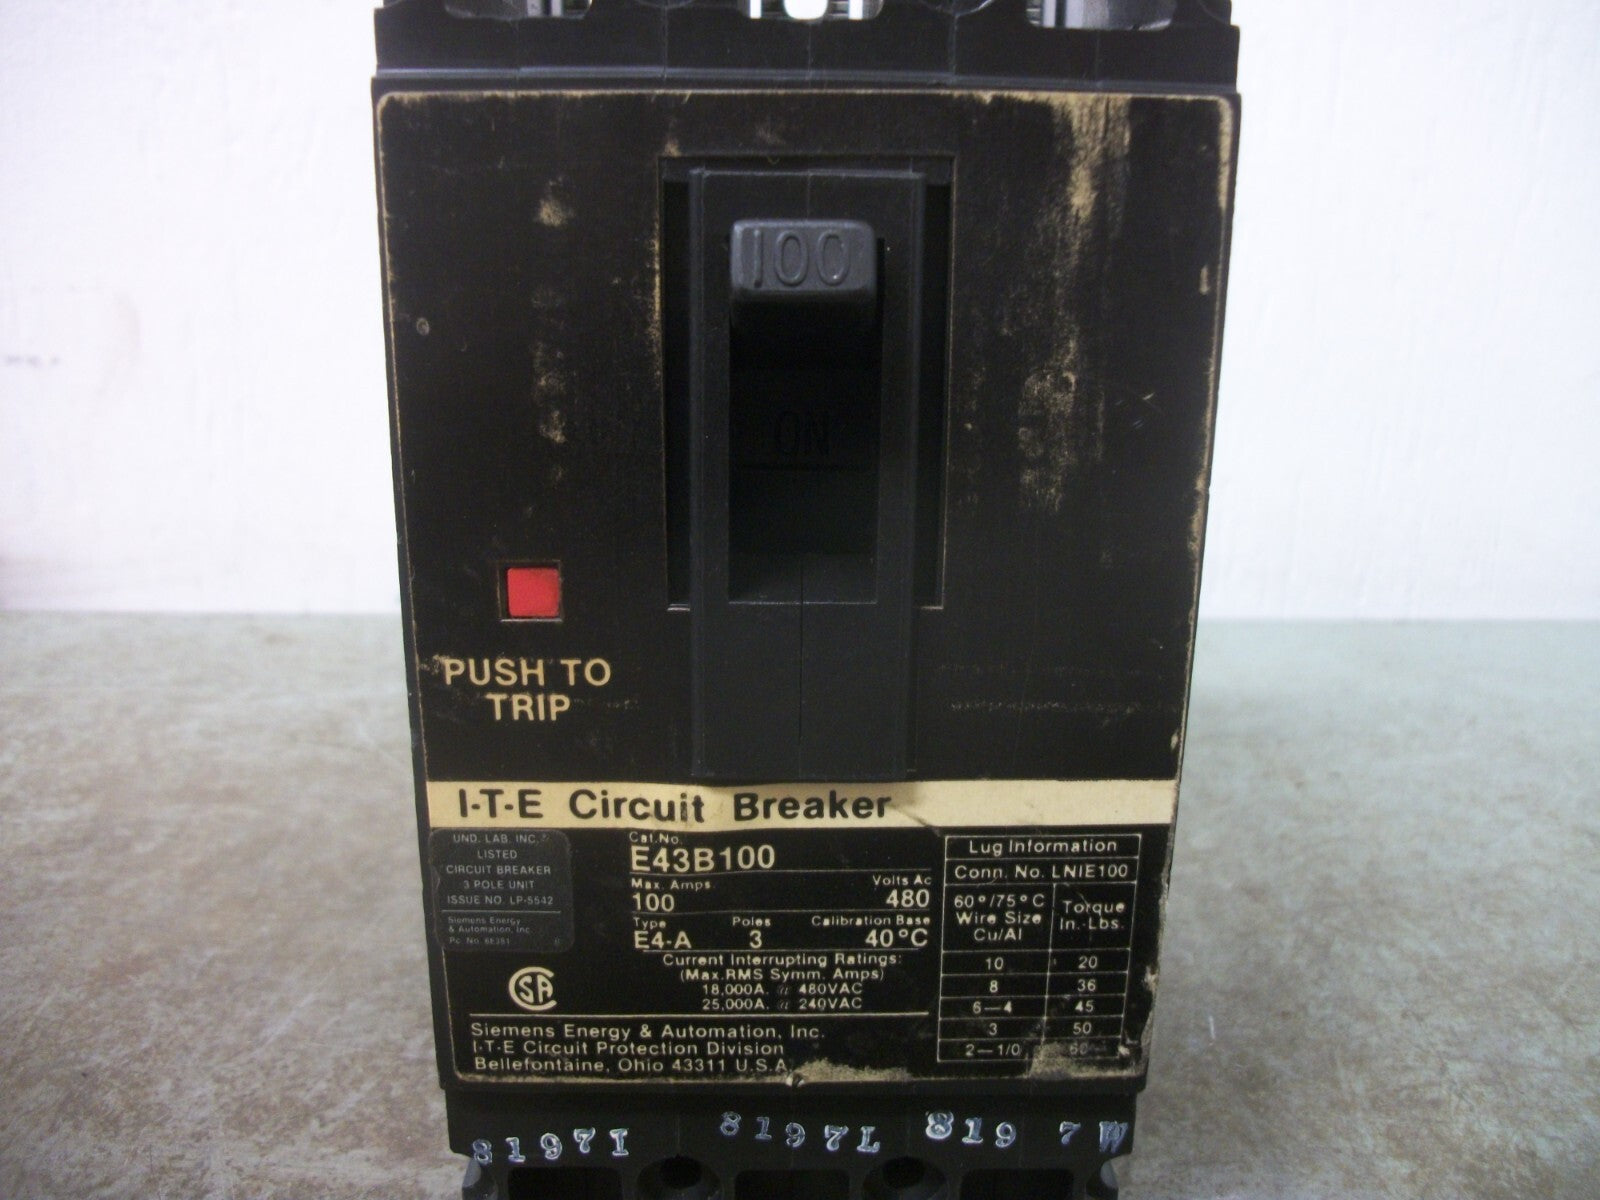 100
ON
PUSH TO
TRIP
I-T-E Circuit Breaker
UND. LAB. INC.
LISTED
CIRCUIT BREAKER
3 POLE UNIT
ISSUE NO. LP-5542
Siemens Energy
& Automation, Inc.
Cat.No.
E43B100
Max. Amps Volts Ac
100 480
Type Poles Calibration Base
E4-A 3 40°C
Current Interrupting Ratings:
(Max.RMS Symm. Amps)
18,000A. 480VAC
25,000A. 240VAC
CSA
Siemens Energy & Automation, Inc.
I-T-E Circuit Protection Division
Bellefontaine, Ohio 43311 U.S.A.
Lug Information
Conn. No. LNIE100
60°/75°C
Wire Size
Cu/Al
Torque
In.-Lbs.
10 20
8 36
6—4 45
3 50
2—1/0
8197I 8197L 819 7W